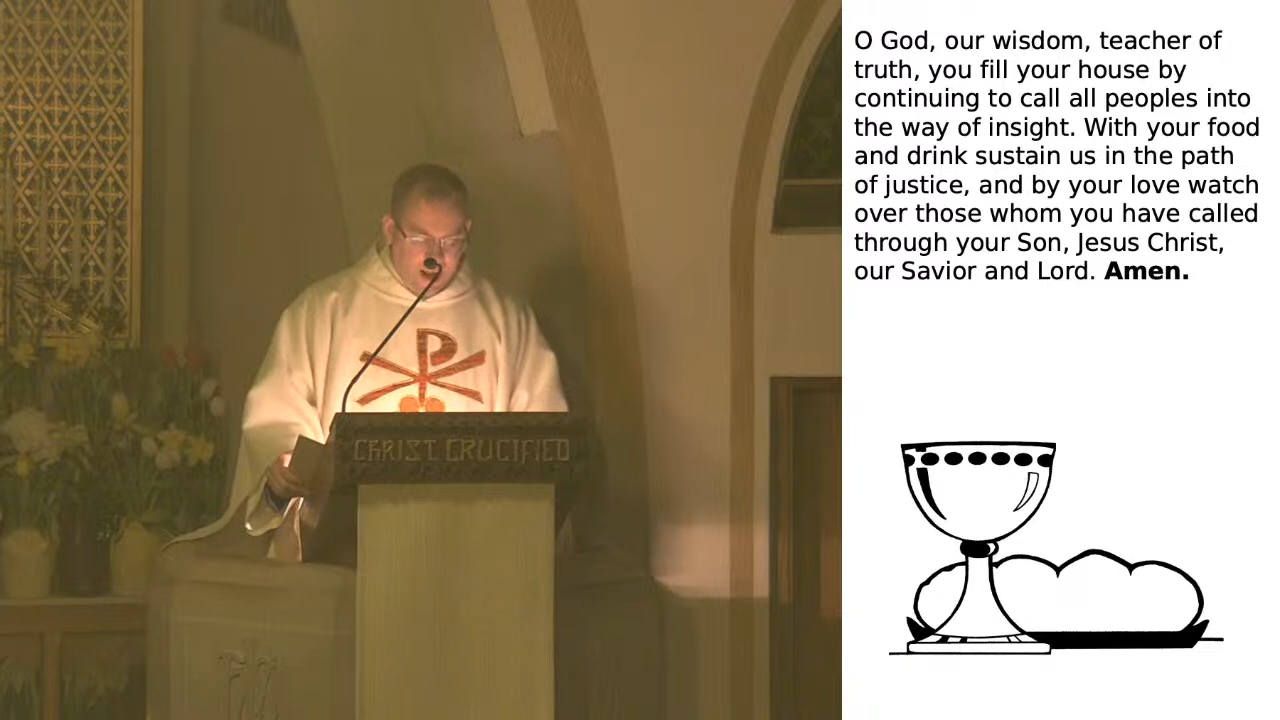 O God, our wisdom, teacher of
truth, you fill your house by
continuing to call all peoples into
the way of insight. With your food
and drink sustain us in the path
of justice, and by your love watch
over those whom you have called
through your Son, Jesus Christ,
our Savior and Lord. Amen.
CHRIST CRUCIFIED